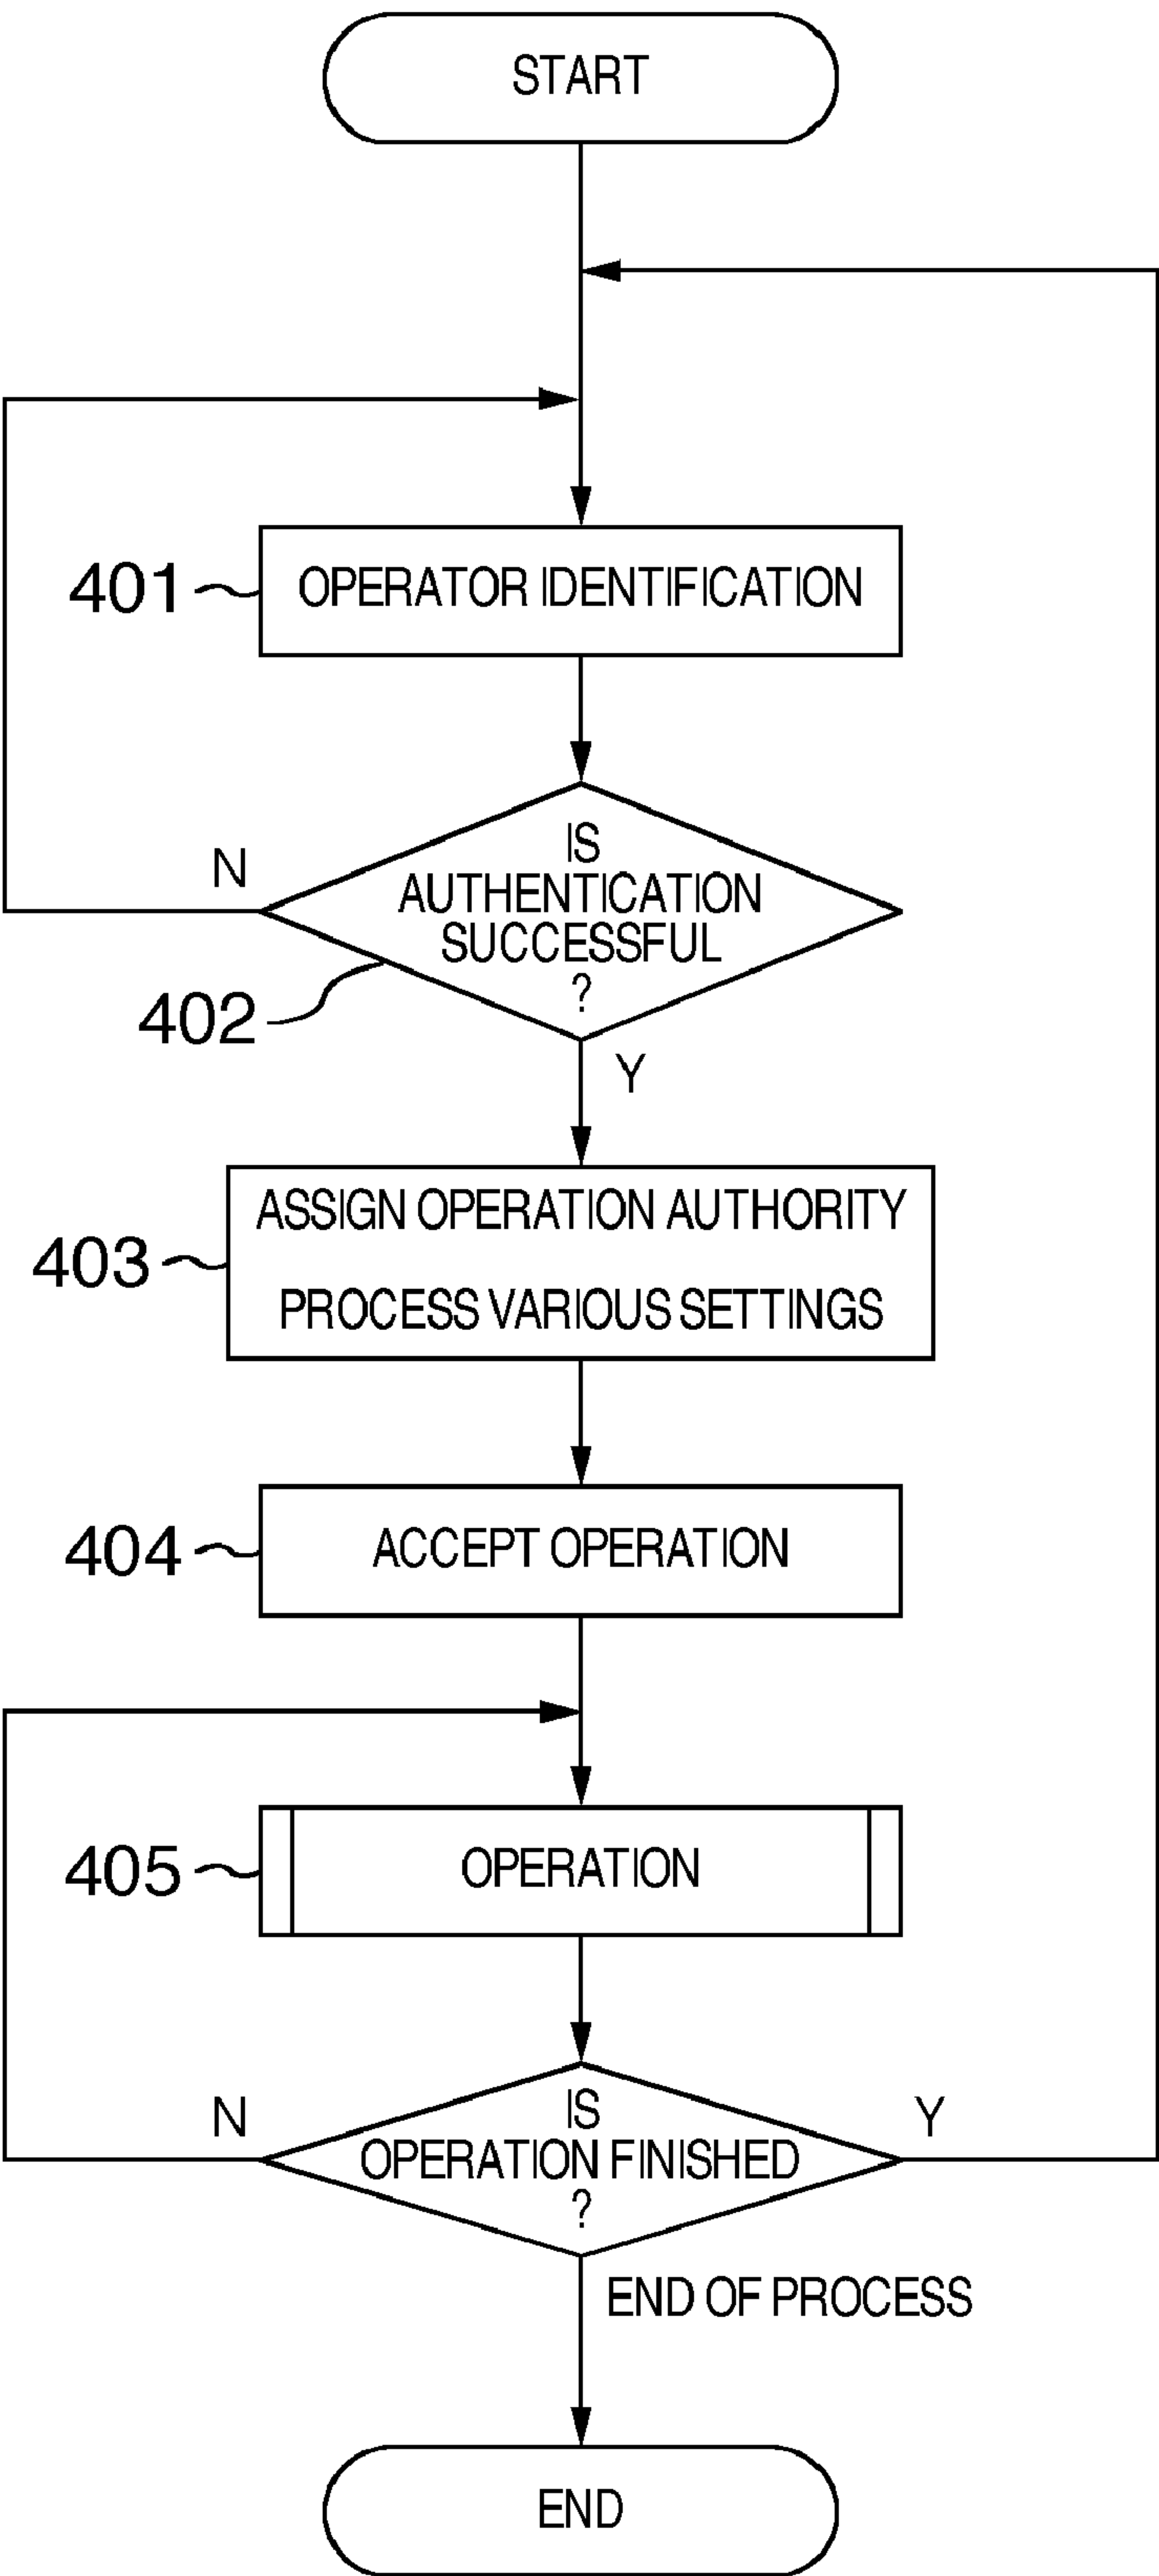 START
401
OPERATOR IDENTIFICATION
N
IS
AUTHENTICATION
SUCCESSFUL
?
402
Y
403
ASSIGN OPERATION AUTHORITY
PROCESS VARIOUS SETTINGS
404
ACCEPT OPERATION
405
OPERATION
N
IS
OPERATION FINISHED
?
Y
END OF PROCESS
END